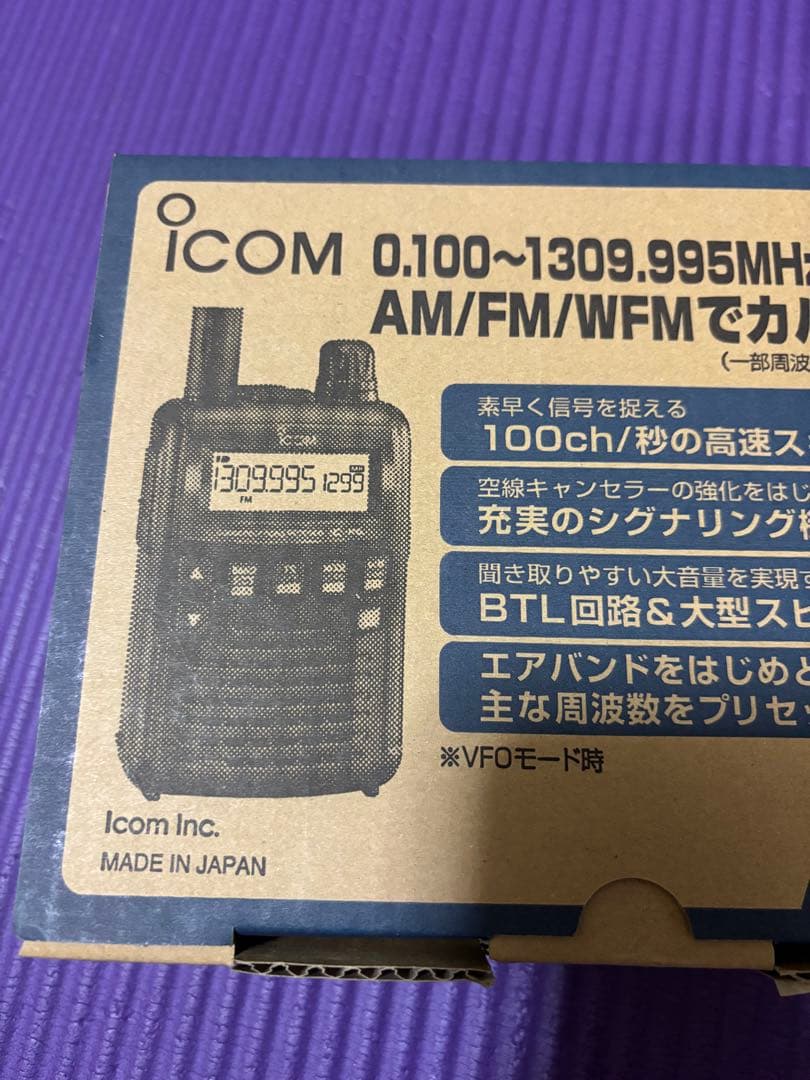 iCOM
0.100～1309.995MHz
AM/FM/WFMでカ
(一部周波
iCOM
1309.995 1299
FM
素早く信号を捉える
100ch/秒の高速ス
空線キャンセラーの強化をはじ
充実のシグナリング
聞き取りやすい大音量を実現
BTL回路&大型スピ
エアバンドをはじめと
主な周波数をプリセ
※VFOモード時
Icom Inc.
MADE IN JAPAN